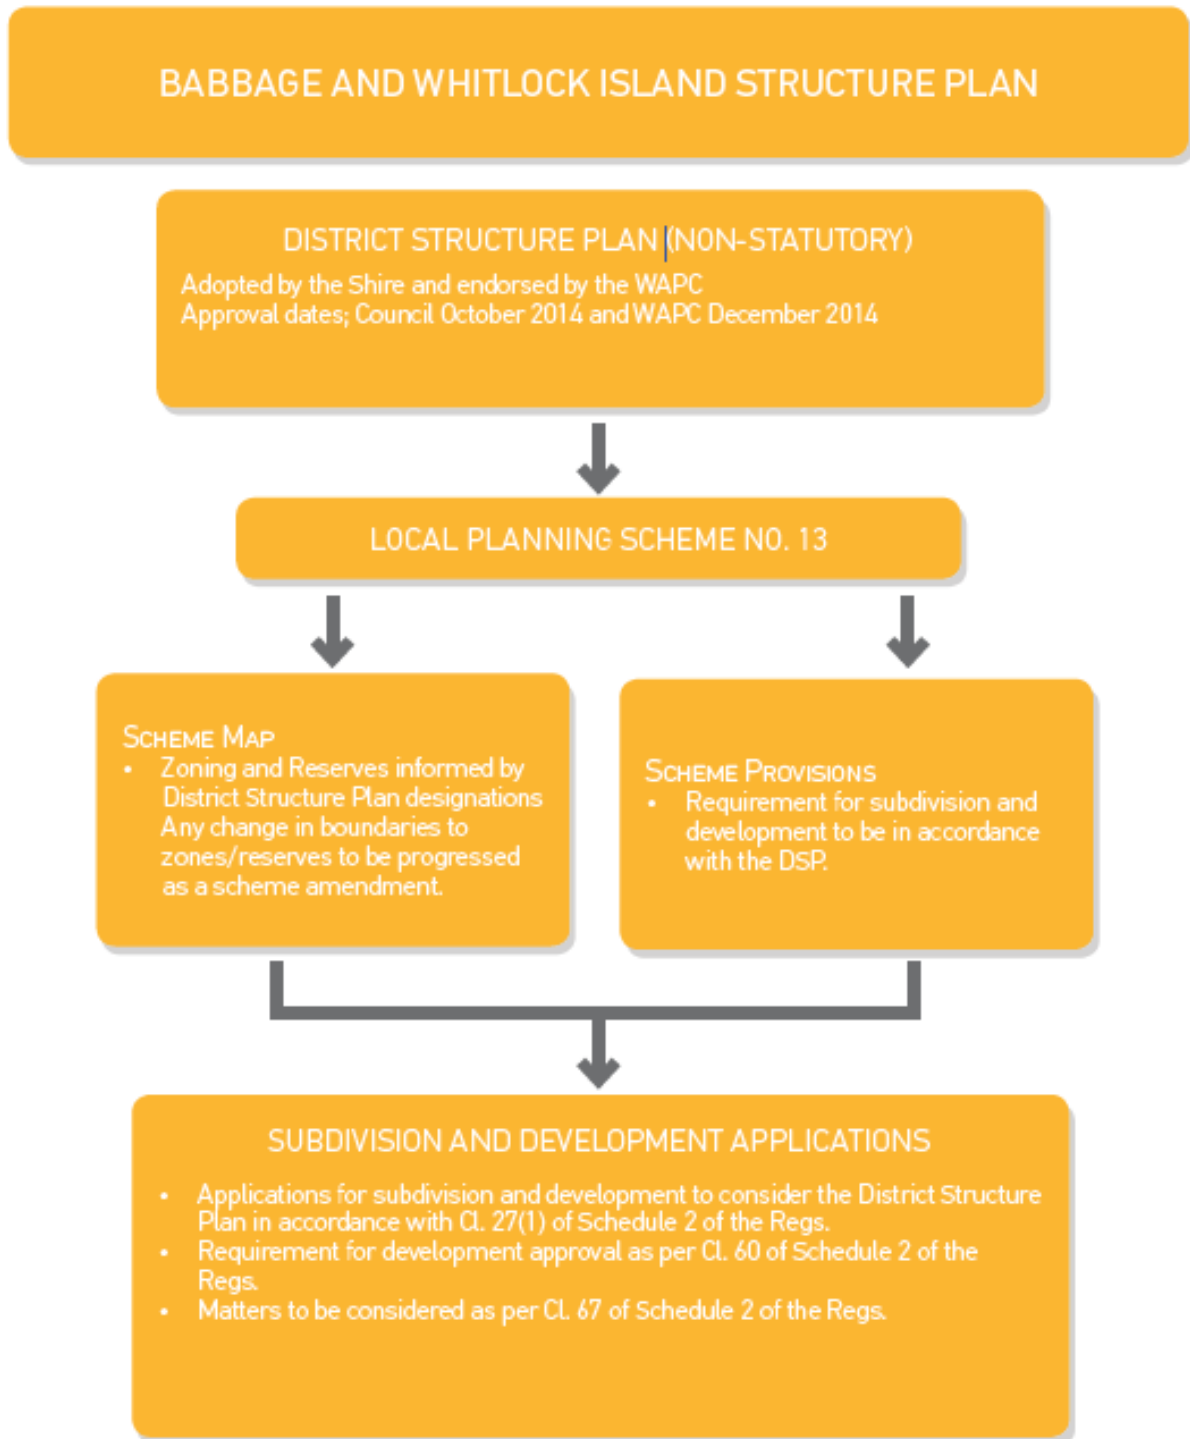 BABBAGE AND WHITLOCK ISLAND STRUCTURE PLAN
DISTRICT STRUCTURE PLAN (NON-STATUTORY)
Adopted by the Shire and endorsed by the WAPC
Approval dates; Council October 2014 and WAPC December 2014
LOCAL PLANNING SCHEME NO. 13
SCHEME MAP
• Zoning and Reserves informed by
District Structure Plan designations
Any change in boundaries to
zones/reserves to be progressed
as a scheme amendment.
SCHEME PROVISIONS
• Requirement for subdivision and
development to be in accordance
with the DSP.
SUBDIVISION AND DEVELOPMENT APPLICATIONS
• Applications for subdivision and development to consider the District Structure
Plan in accordance with Cl. 27(1) of Schedule 2 of the Regs.
• Requirement for development approval as per Cl. 60 of Schedule 2 of the
Regs.
• Matters to be considered as per Cl. 67 of Schedule 2 of the Regs.